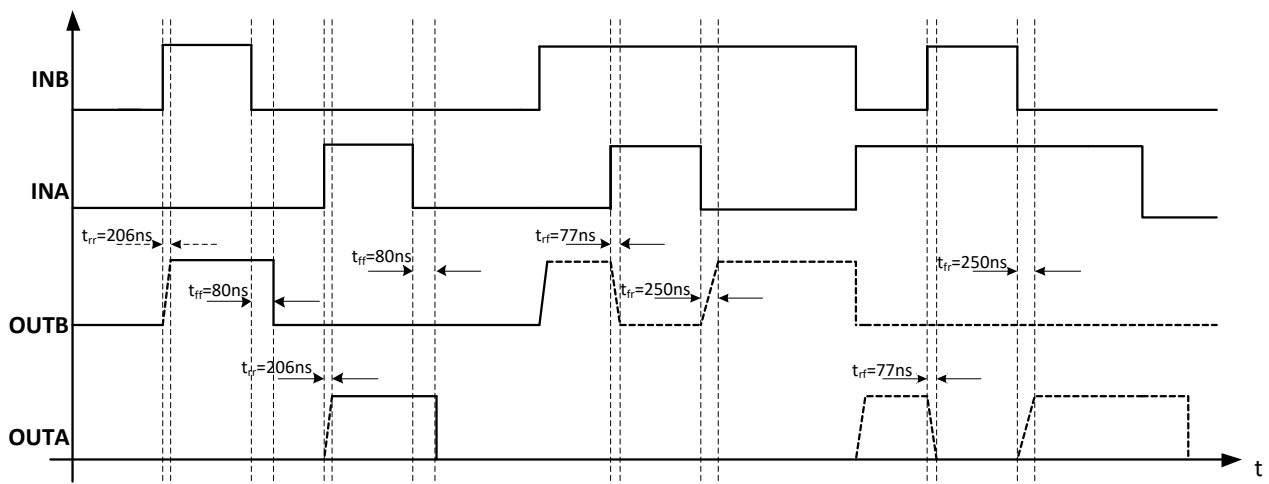 INB
INA
t_rr=206ns
t_ff=80ns
t_rf=77ns
t_fr=250ns
t_ff=80ns
t_fr=250ns
OUTB
t_rr=206ns
t_rf=77ns
OUTA
t